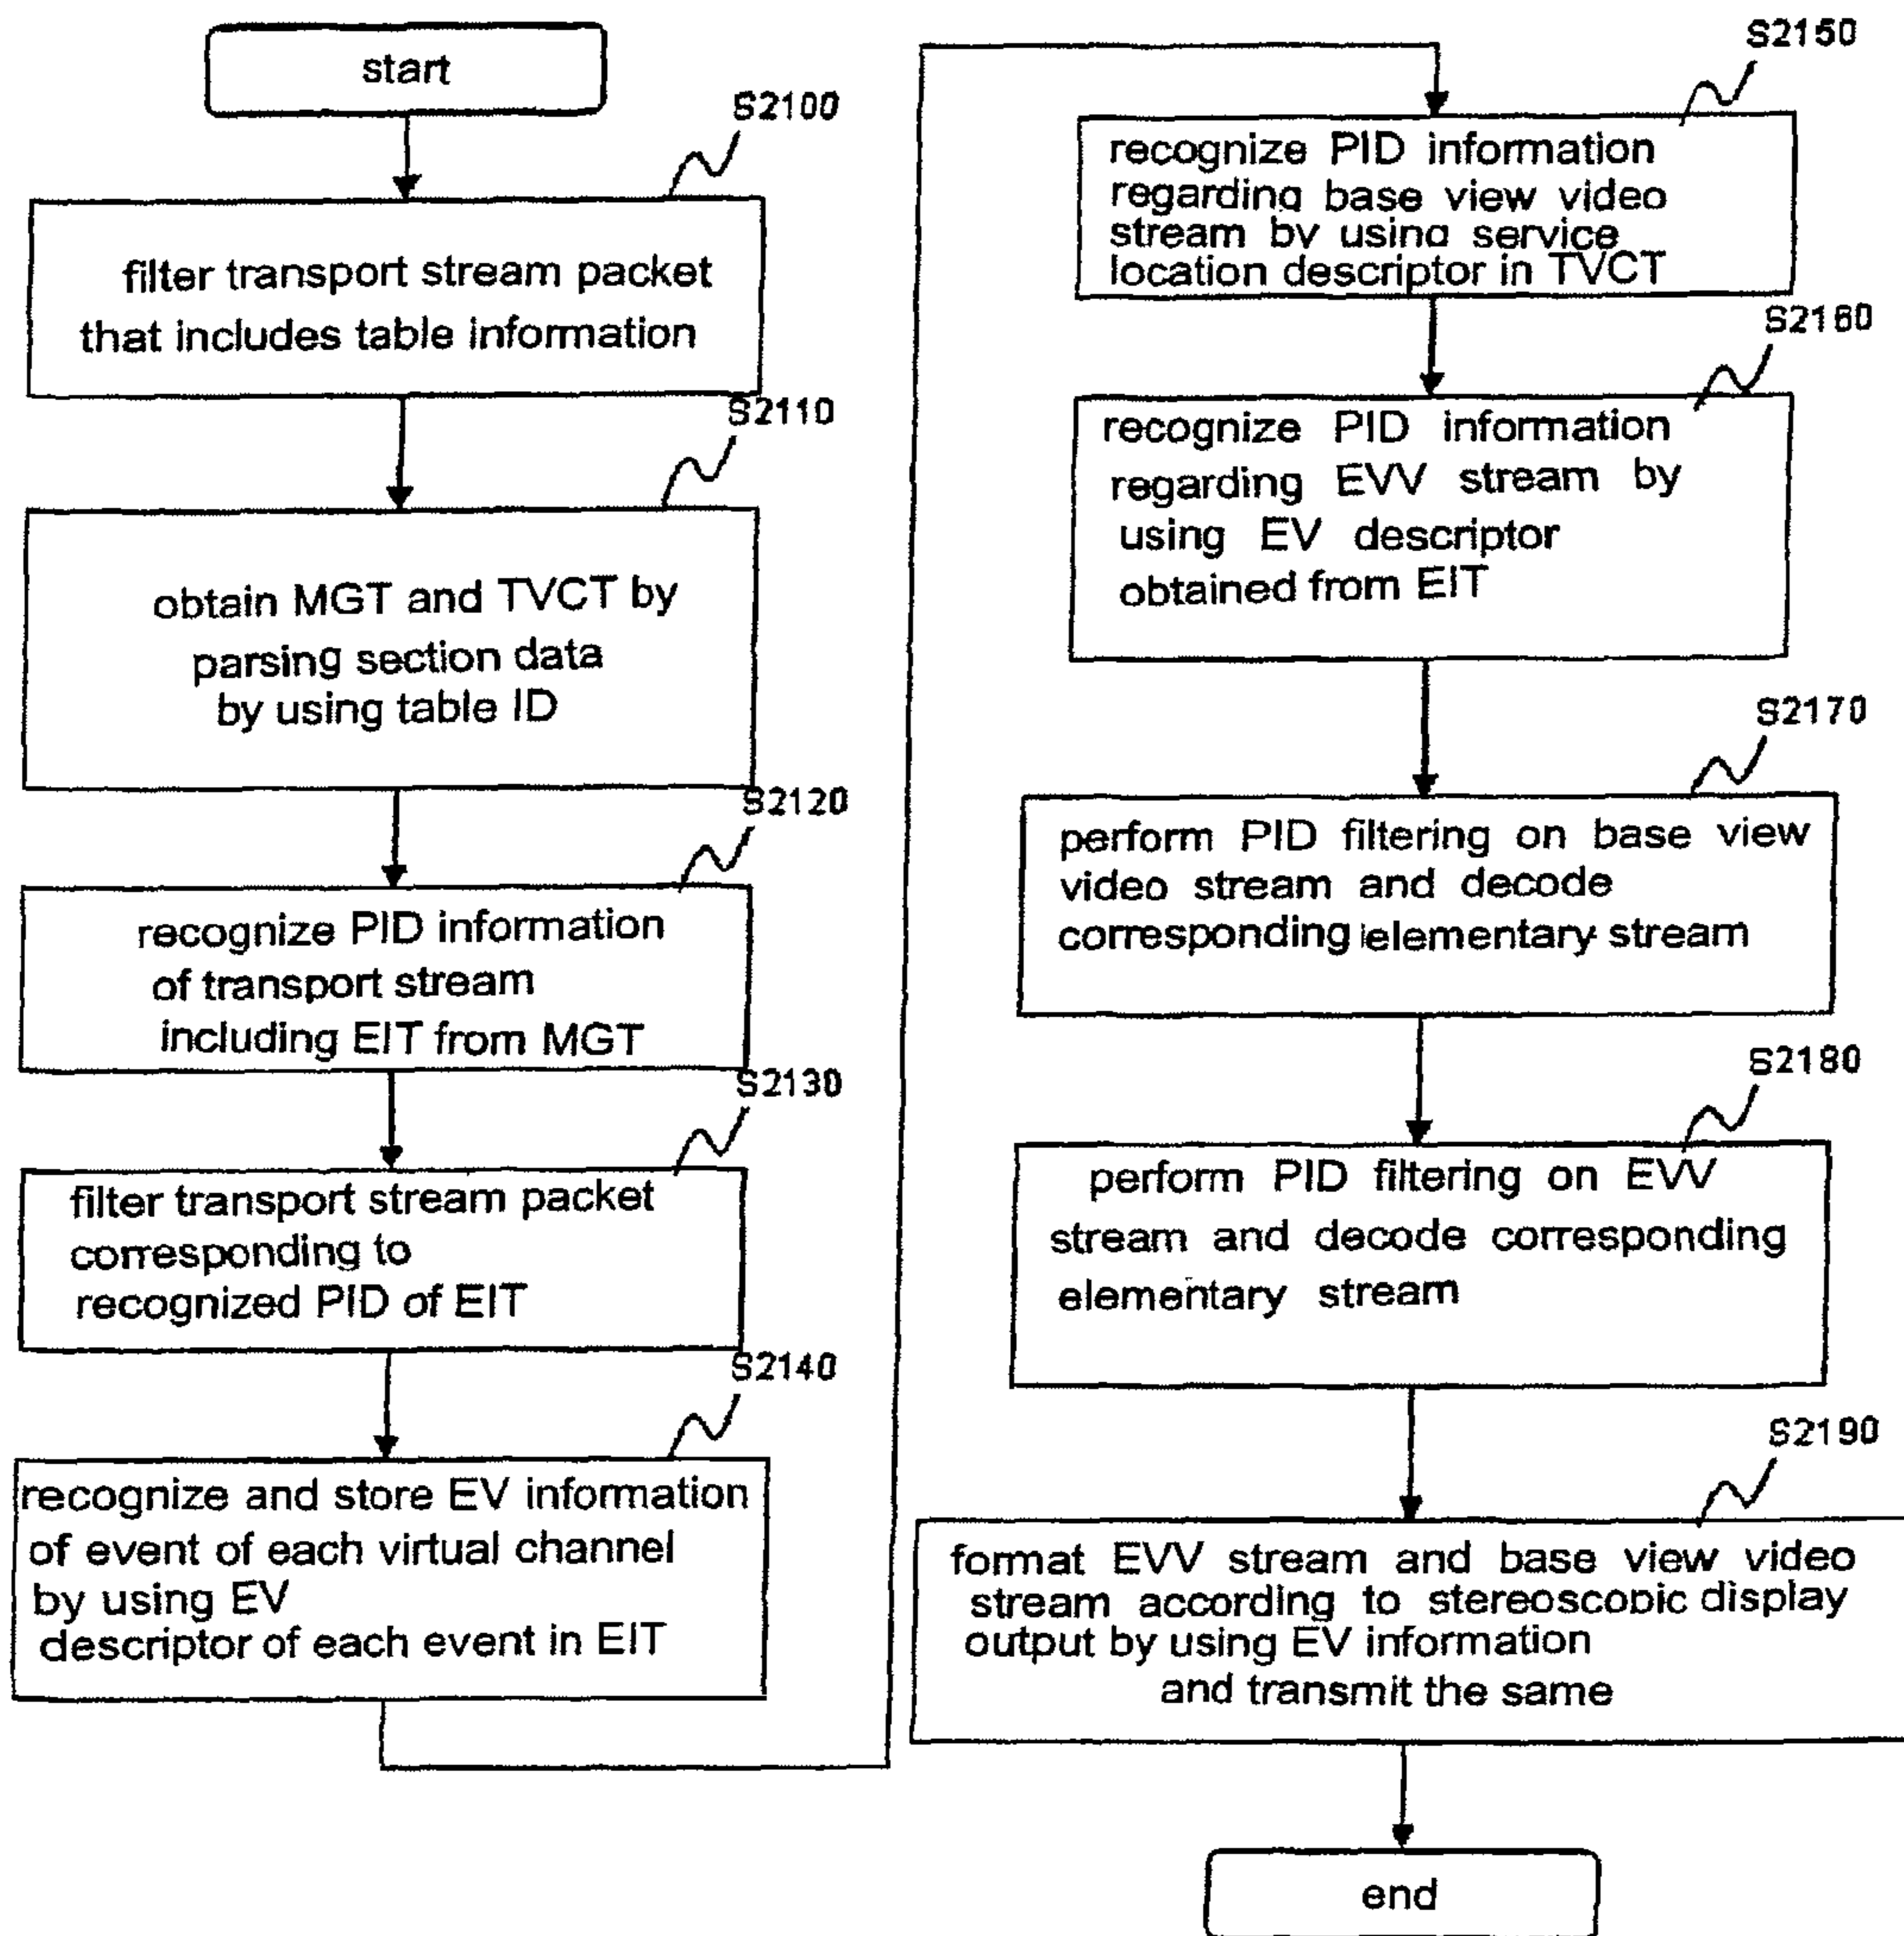 start
S2100
filter transport stream packet
that includes table information
S2110
obtain MGT and TVCT by
parsing section data
by using table ID
S2120
recognize PID information
of transport stream
including EIT from MGT
S2130
filter transport stream packet
corresponding to
recognized PID of EIT
S2140
recognize and store EV information
of event of each virtual channel
by using EV
descriptor of each event in EIT
S2150
recognize PID information
regarding base view video
stream by using service
location descriptor in TVCT
S2160
recognize PID information
regarding EVV stream by
using EV descriptor
obtained from EIT
S2170
perform PID filtering on base view
video stream and decode
corresponding elementary stream
S2180
perform PID filtering on EVV
stream and decode corresponding
elementary stream
S2190
format EVV stream and base view video
stream according to stereoscopic display
output by using EV information
and transmit the same
end